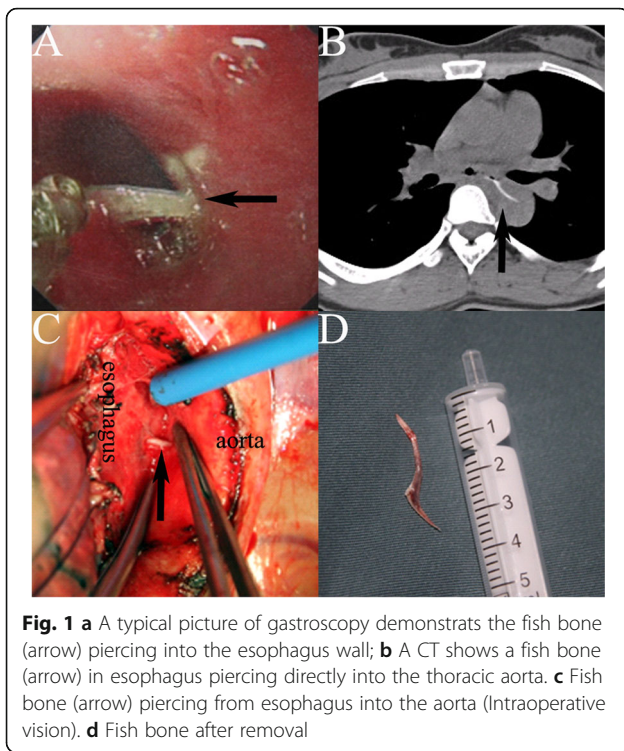 A
B
C
esophagus
aorta
D
1
2
3
4
5
Fig. 1 a A typical picture of gastroscopy demonstrats the fish bone
(arrow) piercing into the esophagus wall; b A CT shows a fish bone
(arrow) in esophagus piercing directly into the thoracic aorta. c Fish
bone (arrow) piercing from esophagus into the aorta (Intraoperative
vision). d Fish bone after removal